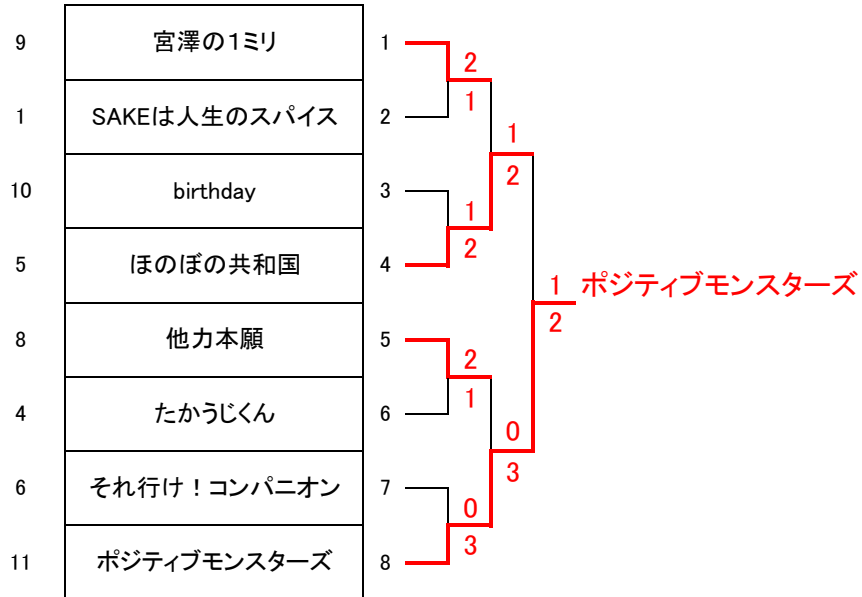 9 宮澤の1ミリ 1
2
1
1 SAKEは人生のスパイス 2
1
2
10 birthday 3
1
2
5 ほのぼの共和国 4
1 ポジティブモンスターズ
2
8 他力本願 5
2
1
4 たかうじくん 6
0
3
6 それ行け！コンパニオン 7
0
3
11 ポジティブモンスターズ 8